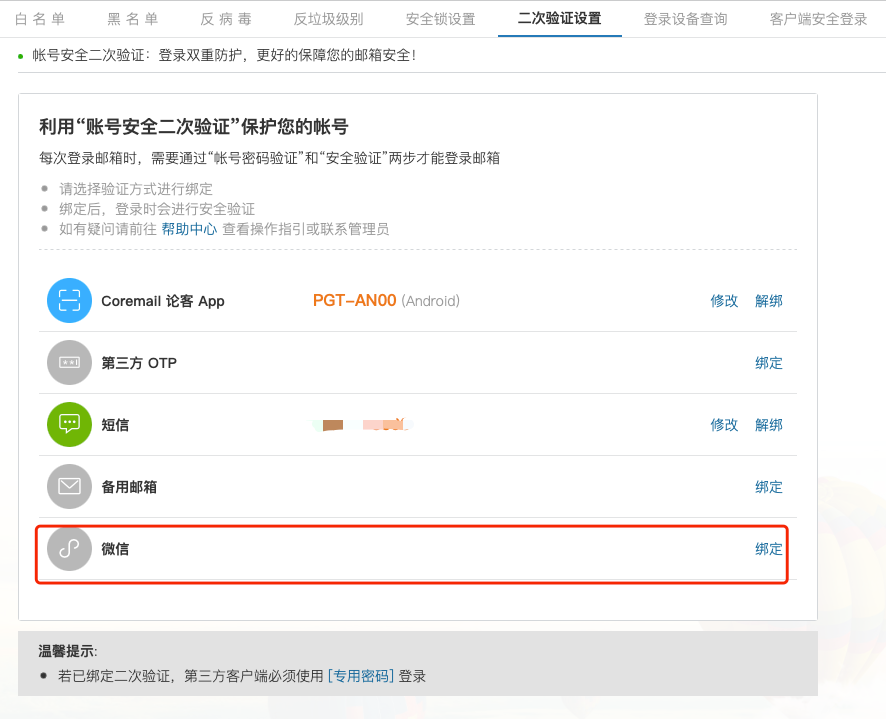 白 名 单 黑 名 单 反 病 毒 反垃圾级别 安全锁设置 二次验证设置 登录设备查询 客户端安全登录
帐号安全二次验证：登录双重防护，更好的保障您的邮箱安全！
利用“账号安全二次验证”保护您的帐号
每次登录邮箱时，需要通过“帐号密码验证”和“安全验证”两步才能登录邮箱
请选择验证方式进行绑定
绑定后，登录时会进行安全验证
如有疑问请前往 帮助中心 查看操作指引或联系管理员
Coremail 论客 App PGT-AN00 (Android) 修改 解绑
第三方 OTP 绑定
短信 修改 解绑
备用邮箱 绑定
微信 绑定
温馨提示:
若已绑定二次验证，第三方客户端必须使用 [专用密码] 登录